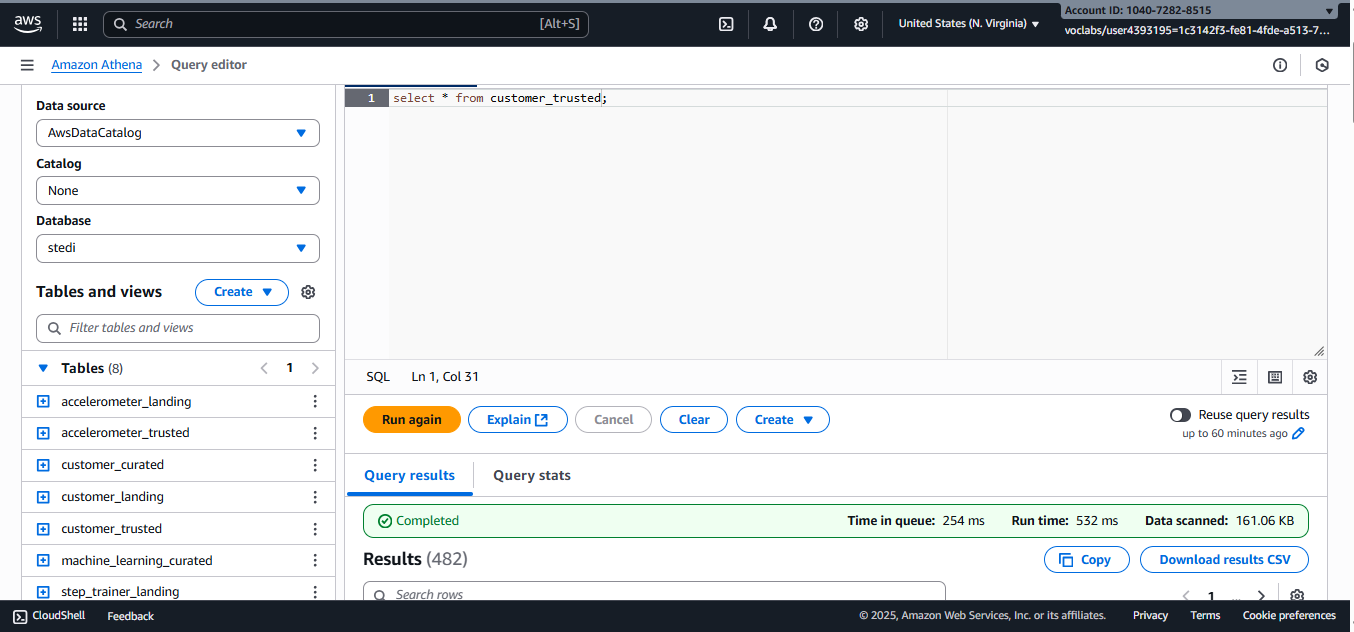 aws
Search [Alt+S]
United States (N. Virginia)
Account ID: 1040-7282-8515
voclabs/user4393195=1c3142f3-fe81-4fde-a513-7...
Amazon Athena
Query editor
Data source
AwsDataCatalog
Catalog
None
Database
stedi
Tables and views
Create
Filter tables and views
Tables (8)
1
accelerometer_landing
accelerometer_trusted
customer_curated
customer_landing
customer_trusted
machine_learning_curated
step_trainer_landing
1 select * from customer_trusted;
SQL Ln 1, Col 31
Run again
Explain
Cancel
Clear
Create
Reuse query results
up to 60 minutes ago
Query results
Query stats
Completed
Time in queue: 254 ms
Run time: 532 ms
Data scanned: 161.06 KB
Results (482)
Copy
Download results CSV
Search rows
1 ...
CloudShell
Feedback
© 2025, Amazon Web Services, Inc. or its affiliates.
Privacy
Terms
Cookie preferences